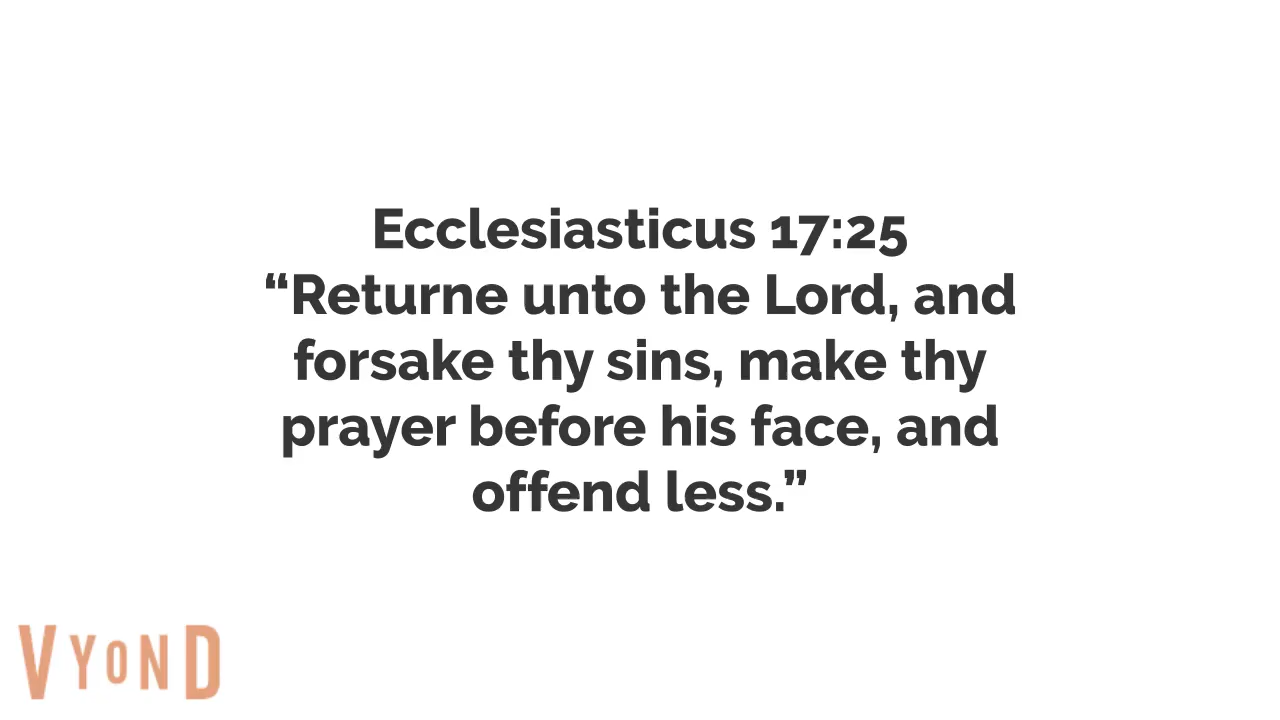 Ecclesiasticus 17:25
“Returne unto the Lord, and
forsake thy sins, make thy
prayer before his face, and
offend less.”
VYOND